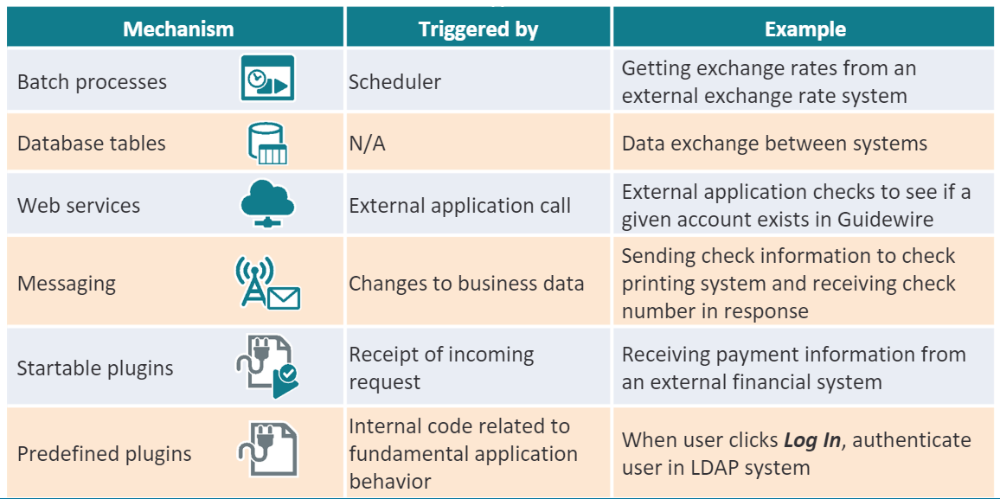 Mechanism Triggered by Example
Batch processes Scheduler Getting exchange rates from an
external exchange rate system
Database tables N/A Data exchange between systems
Web services External application call External application checks to see if a
given account exists in Guidewire
Messaging Changes to business data Sending check information to check
printing system and receiving check
number in response
Startable plugins Receipt of incoming
request Receiving payment information from
an external financial system
Predefined plugins Internal code related to
fundamental application
behavior When user clicks Log In, authenticate
user in LDAP system